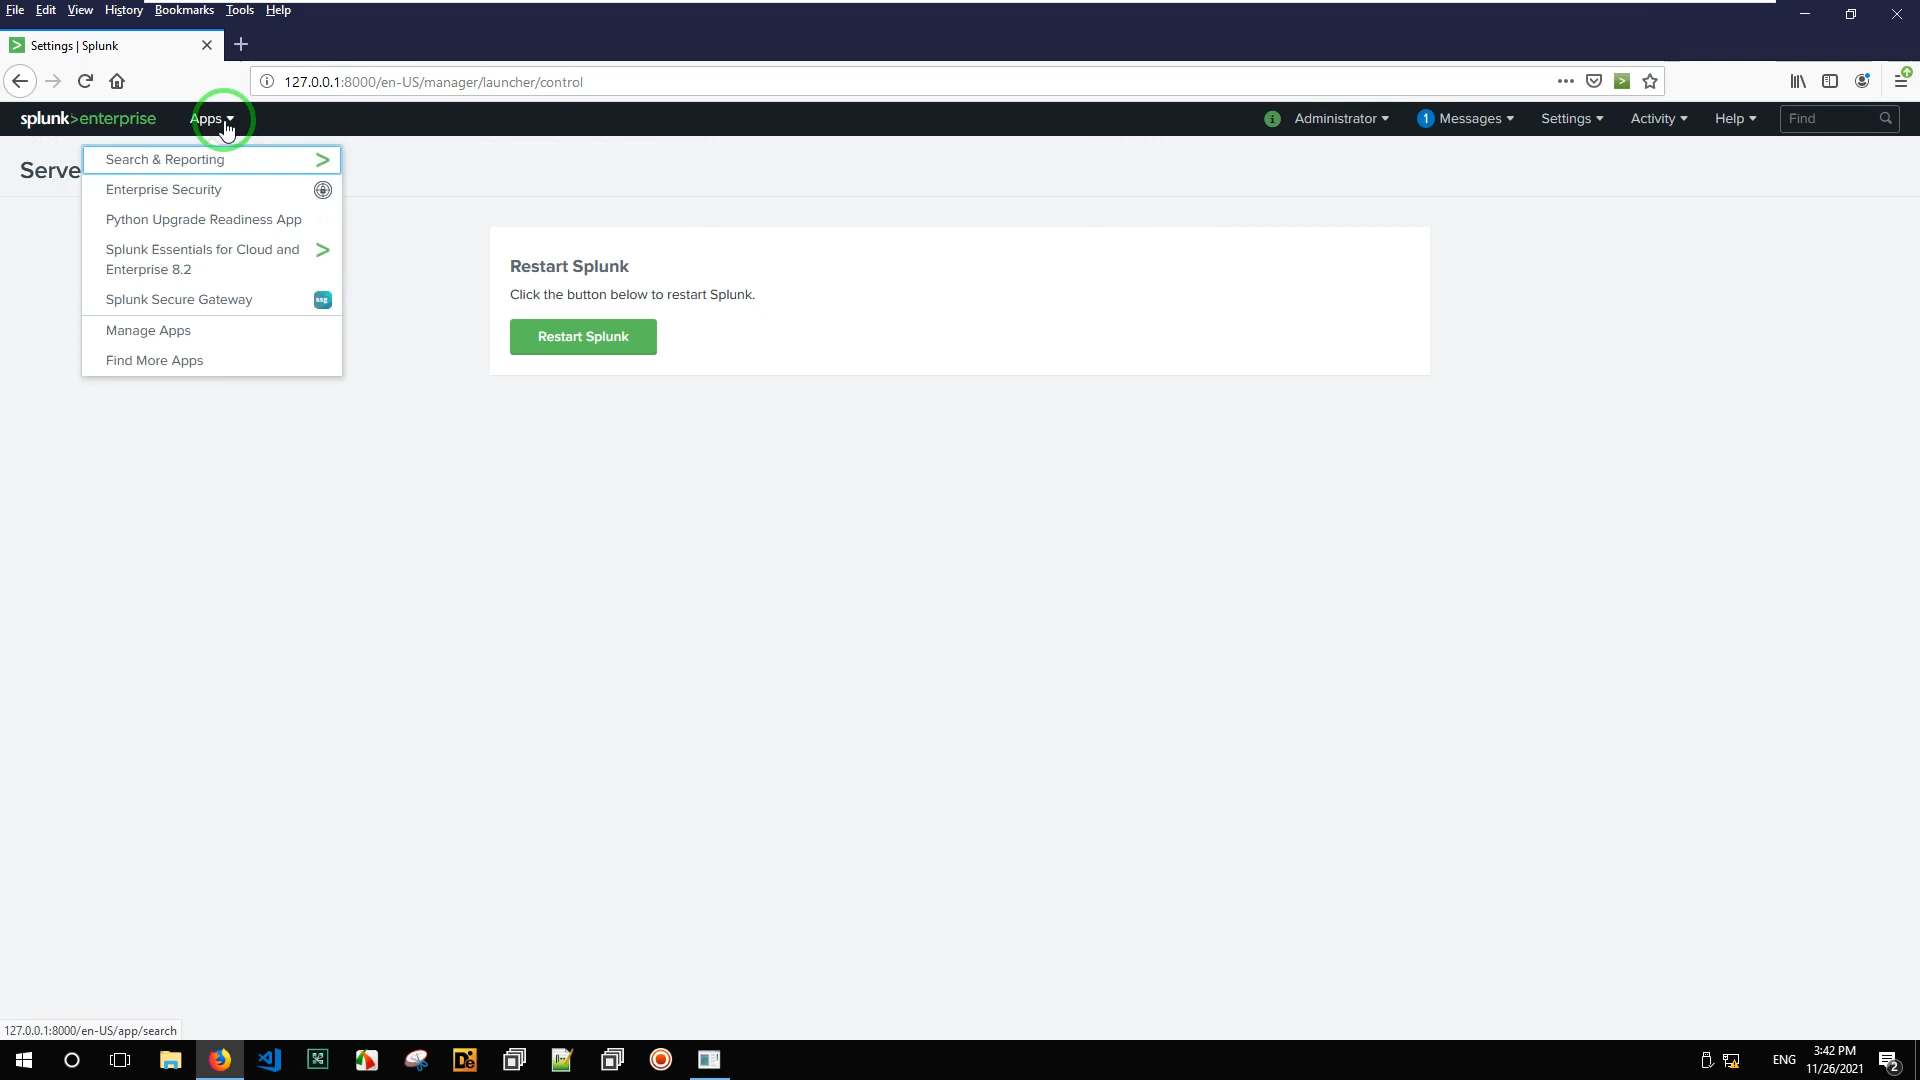 File Edit View History Bookmarks Tools Help
Settings | Splunk
127.0.0.1:8000/en-US/manager/launcher/control
splunk>enterprise Apps Administrator 1 Messages Settings Activity Help Find
Serve
Search & Reporting
Enterprise Security
Python Upgrade Readiness App
Splunk Essentials for Cloud and
Enterprise 8.2
Splunk Secure Gateway ssg
Manage Apps
Find More Apps
Restart Splunk
Click the button below to restart Splunk.
Restart Splunk
127.0.0.1:8000/en-US/app/search
De
ENG
3:42 PM
11/26/2021
2